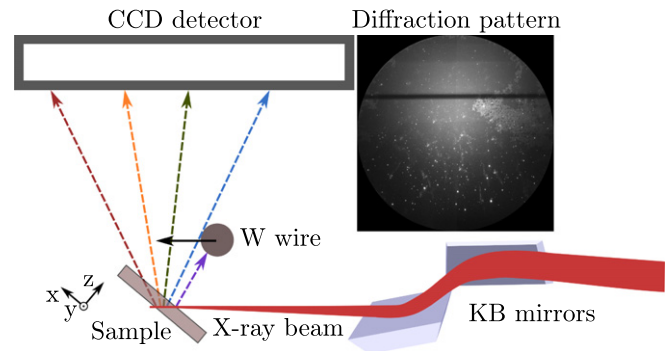 CCD detector
Diffraction pattern
W wire
z
x
y
Sample
X-ray beam
KB mirrors